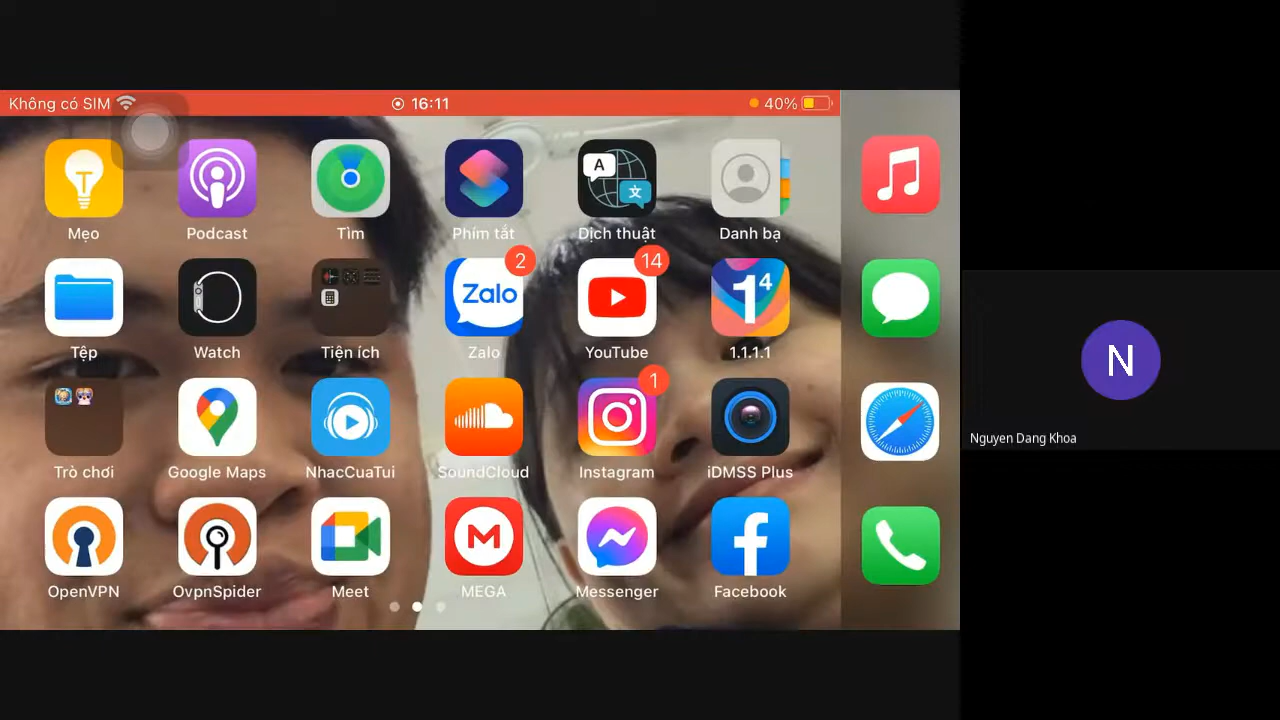 Không có SIM 16:11 40%
Mẹo Podcast Tìm Phím tắt Dịch thuật Danh bạ
A 文
2 14 1⁴
Zalo
Tệp Watch Tiện ích Zalo YouTube 1.1.1.1
1
Trò chơi Google Maps NhacCuaTui SoundCloud Instagram iDMSS Plus
M f
OpenVPN OvpnSpider Meet MEGA Messenger Facebook
N
Nguyen Dang Khoa